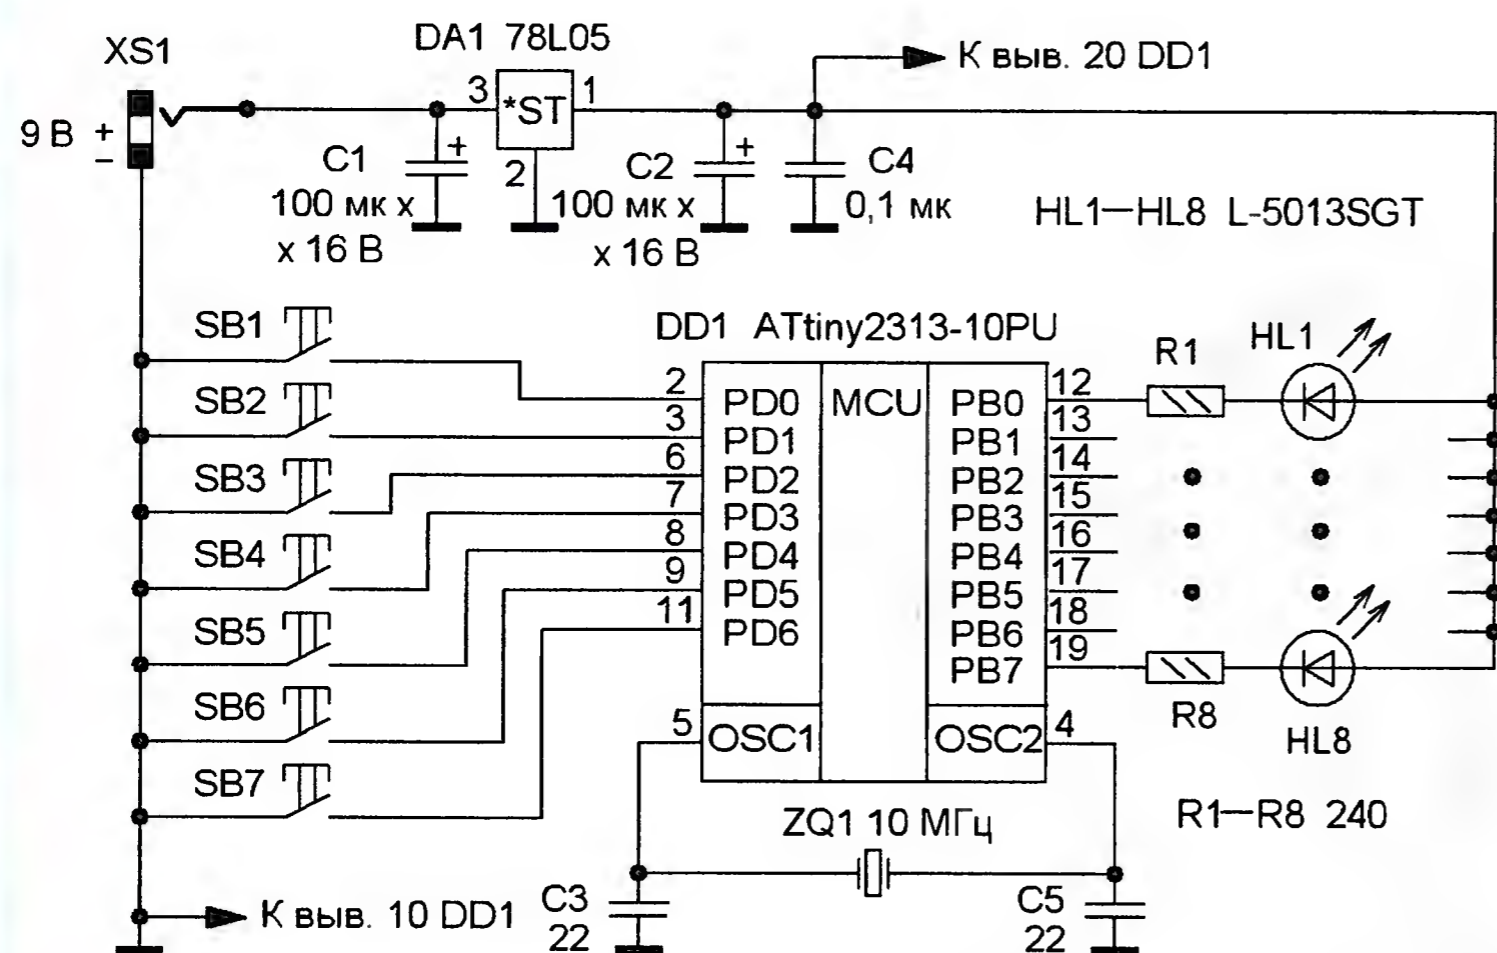 XS1
DA1 78L05
К выв. 20 DD1
9 В
+
−
3
*ST
1
2
C1
+
100 мк х
х 16 В
C2
+
100 мк х
х 16 В
C4
0,1 мк
HL1—HL8 L-5013SGT
SB1
SB2
SB3
SB4
SB5
SB6
SB7
DD1 ATtiny2313-10PU
2
3
6
7
8
9
11
5
PD0
PD1
PD2
PD3
PD4
PD5
PD6
OSC1
MCU
PB0
PB1
PB2
PB3
PB4
PB5
PB6
PB7
OSC2
12
13
14
15
16
17
18
19
4
R1
HL1
R8
HL8
R1—R8 240
ZQ1 10 МГц
C3
22
C5
22
К выв. 10 DD1